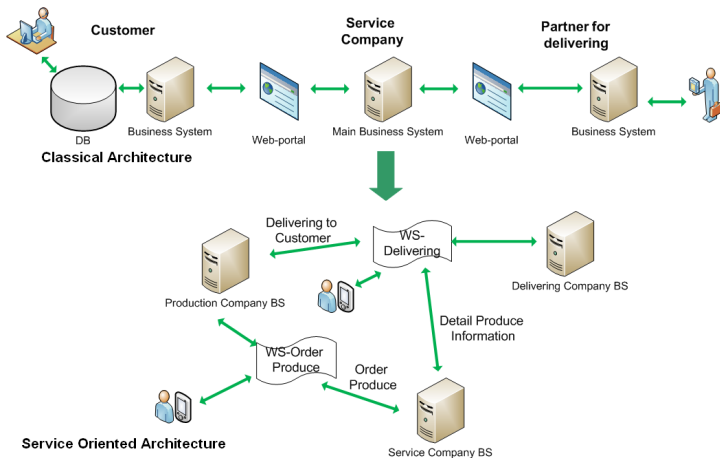 Customer
Service
Company
Partner for
delivering
DB
Business System
Web-portal
Main Business System
Web-portal
Business System
Classical Architecture
Delivering to
Customer
WS-
Delivering
Production Company BS
Delivering Company BS
Detail Produce
Information
WS-Order
Produce
Order
Produce
Service Oriented Architecture
Service Company BS